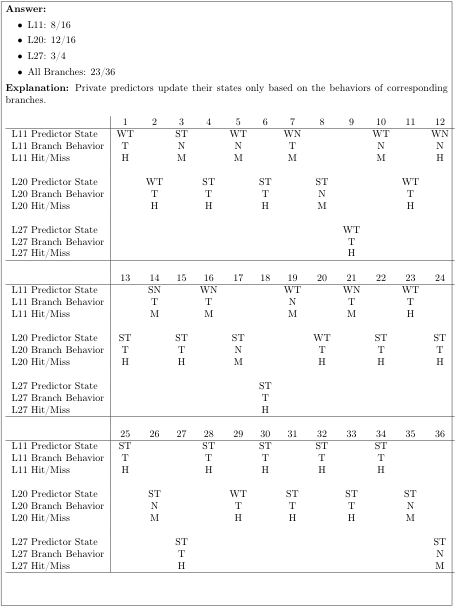 Answer:
• L11: 8/16
• L20: 12/16
• L27: 3/4
• All Branches: 23/36
Explanation: Private predictors update their states only based on the behaviors of corresponding
branches.
1 2 3 4 5 6 7 8 9 10 11 12
L11 Predictor State WT ST WT WN WT WN
L11 Branch Behavior T N N T N N
L11 Hit/Miss H M M M M H
L20 Predictor State WT ST ST ST WT
L20 Branch Behavior T T T N T
L20 Hit/Miss H H H M H
L27 Predictor State WT
L27 Branch Behavior T
L27 Hit/Miss H
13 14 15 16 17 18 19 20 21 22 23 24
L11 Predictor State SN WN WT WN WT
L11 Branch Behavior T T N T T
L11 Hit/Miss M M M M H
L20 Predictor State ST ST ST WT ST ST
L20 Branch Behavior T T N T T T
L20 Hit/Miss H H M H H H
L27 Predictor State ST
L27 Branch Behavior T
L27 Hit/Miss H
25 26 27 28 29 30 31 32 33 34 35 36
L11 Predictor State ST ST ST ST ST
L11 Branch Behavior T T T T T
L11 Hit/Miss H H H H H
L20 Predictor State ST WT ST ST ST
L20 Branch Behavior N T T T N
L20 Hit/Miss M H H H M
L27 Predictor State ST ST
L27 Branch Behavior T N
L27 Hit/Miss H M